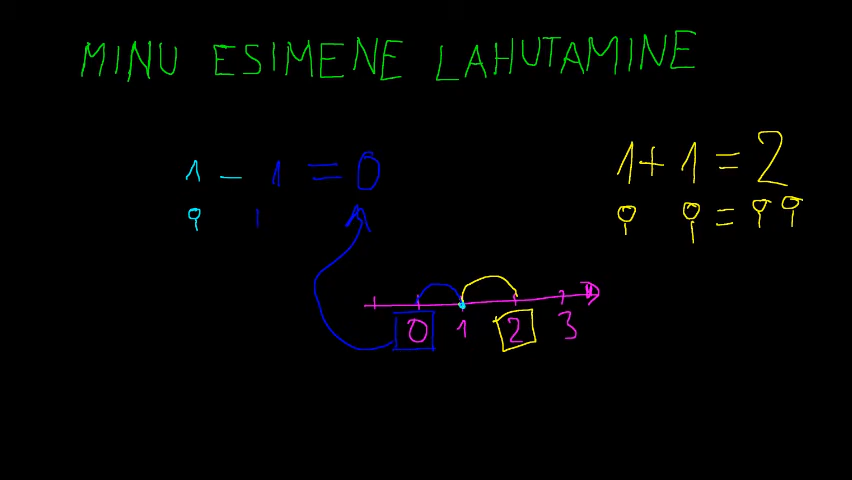 MINU ESIMENE LAHUTAMINE
1 - 1 = 0
1 + 1 = 2
=
0 1 2 3